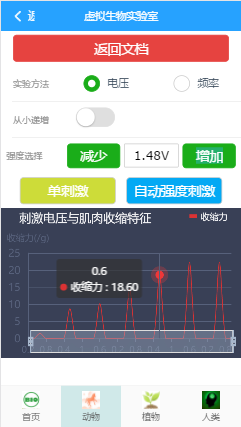 虚拟生物实验室
返回文档
实验方法 电压 频率
从小递增
强度选择 减少 1.48V 增加
单刺激 自动强度刺激
刺激电压与肌肉收缩特征 收缩力
收缩力(/g)
25
20
15
10
5
0
0.6
收缩力 : 18.60
首页 动物 植物 人类